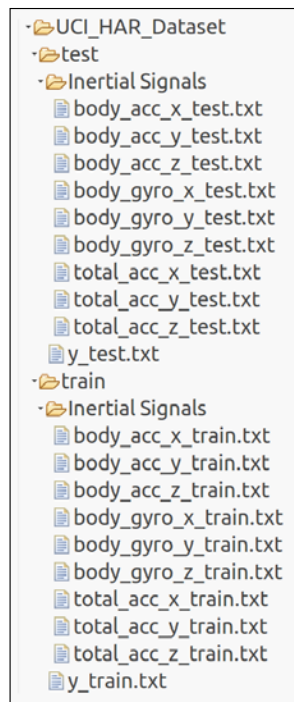 UCI_HAR_Dataset
test
Inertial Signals
body_acc_x_test.txt
body_acc_y_test.txt
body_acc_z_test.txt
body_gyro_x_test.txt
body_gyro_y_test.txt
body_gyro_z_test.txt
total_acc_x_test.txt
total_acc_y_test.txt
total_acc_z_test.txt
y_test.txt
train
Inertial Signals
body_acc_x_train.txt
body_acc_y_train.txt
body_acc_z_train.txt
body_gyro_x_train.txt
body_gyro_y_train.txt
body_gyro_z_train.txt
total_acc_x_train.txt
total_acc_y_train.txt
total_acc_z_train.txt
y_train.txt